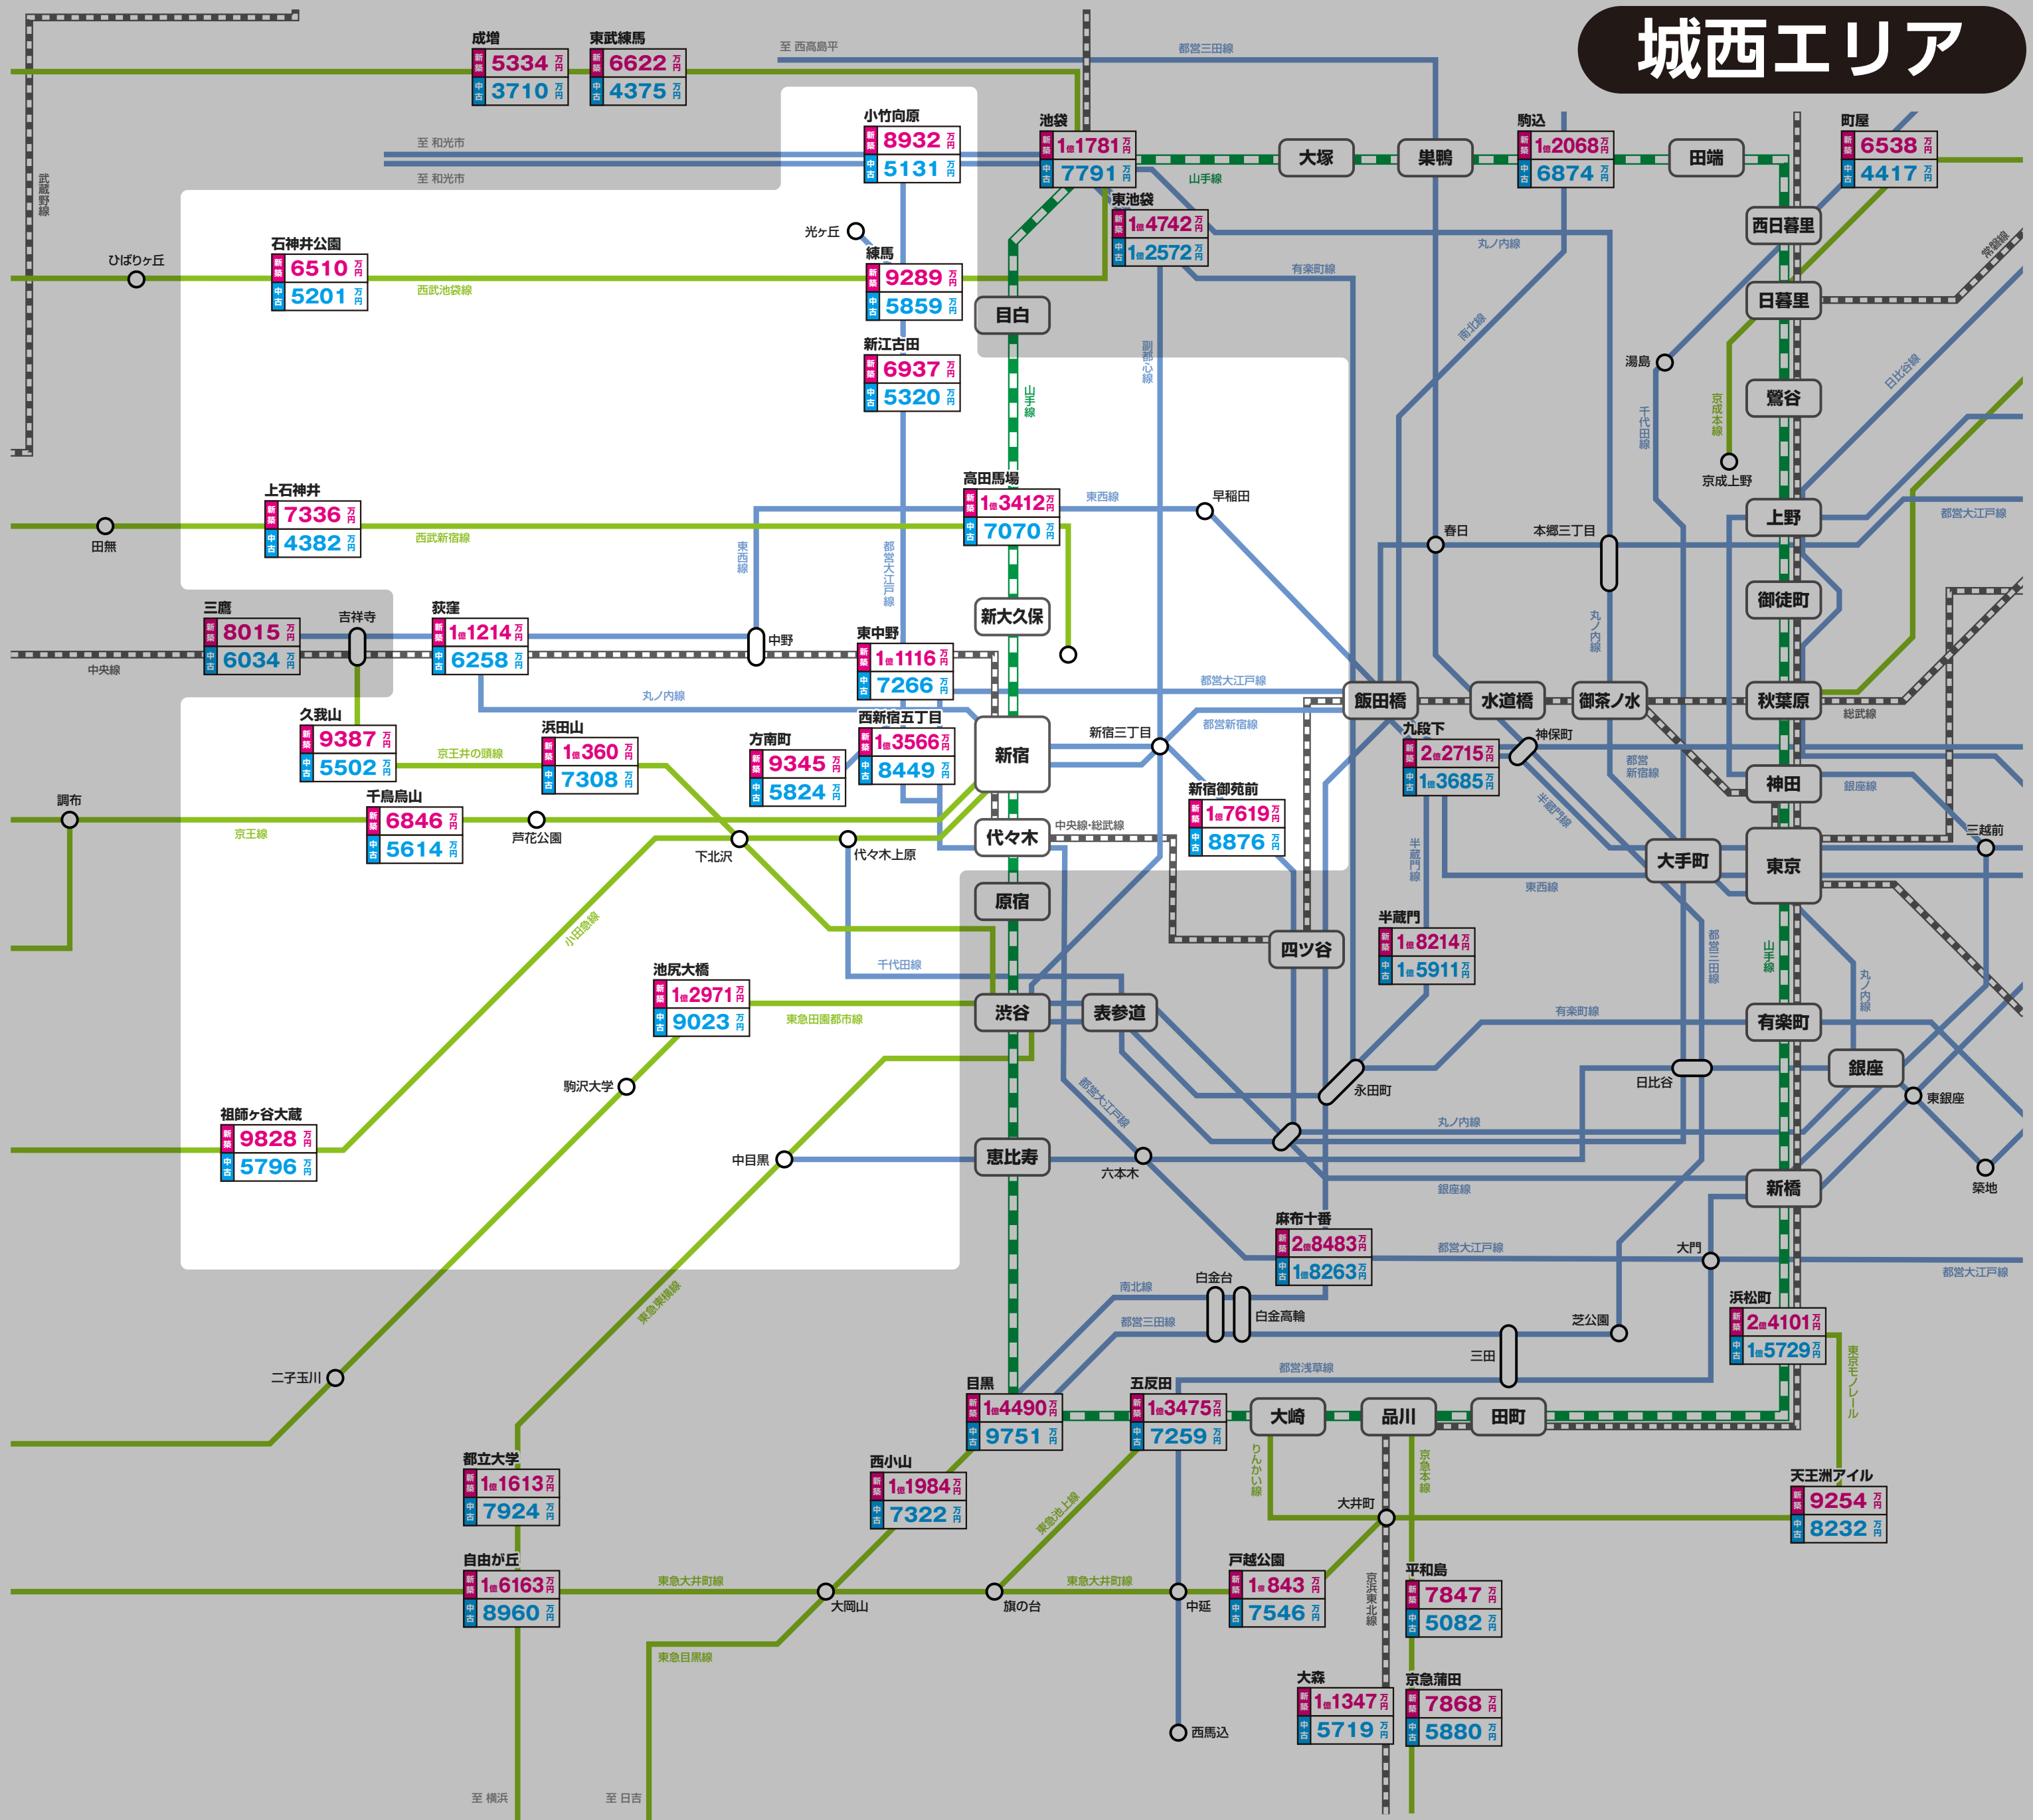 城西エリア
成増
新築 5334 万円
中古 3710 万円
東武練馬
新築 6622 万円
中古 4375 万円
至 西高島平
都営三田線
小竹向原
新築 8932 万円
中古 5131 万円
至 和光市
至 和光市
池袋
新築 1億1781 万円
中古 7791 万円
山手線
大塚
巣鴨
駒込
新築 1億2068 万円
中古 6874 万円
田端
町屋
新築 6538 万円
中古 4417 万円
武蔵野線
東池袋
新築 1億4742 万円
中古 1億2572 万円
西日暮里
常磐線
丸ノ内線
有楽町線
光ヶ丘
ひばりヶ丘
石神井公園
新築 6510 万円
中古 5201 万円
西武池袋線
練馬
新築 9289 万円
中古 5859 万円
目白
日暮里
南北線
副都心線
湯島
日比谷線
新江古田
新築 6937 万円
中古 5320 万円
山手線
鶯谷
千代田線
京成本線
京成上野
高田馬場
新築 1億3412 万円
中古 7070 万円
東西線
早稲田
上石神井
新築 7336 万円
中古 4382 万円
田無
西武新宿線
東西線
都営大江戸線
春日
本郷三丁目
上野
都営大江戸線
御徒町
丸ノ内線
三鷹
新築 8015 万円
中古 6034 万円
中央線
吉祥寺
荻窪
新築 1億1214 万円
中古 6258 万円
中野
東中野
新築 1億1116 万円
中古 7266 万円
新大久保
丸ノ内線
都営大江戸線
飯田橋
水道橋
御茶ノ水
秋葉原
総武線
久我山
新築 9387 万円
中古 5502 万円
京王井の頭線
浜田山
新築 1億360 万円
中古 7308 万円
方南町
新築 9345 万円
中古 5824 万円
西新宿五丁目
新築 1億3566 万円
中古 8449 万円
新宿
新宿三丁目
都営新宿線
九段下
新築 2億2715 万円
中古 1億3685 万円
神保町
都営新宿線
半蔵門線
神田
銀座線
調布
京王線
千鳥烏山
新築 6846 万円
中古 5614 万円
芦花公園
下北沢
代々木上原
代々木
中央線・総武線
新宿御苑前
新築 1億7619 万円
中古 8876 万円
半蔵門線
大手町
東京
三越前
東西線
原宿
小田急線
四ツ谷
半蔵門
新築 1億8214 万円
中古 1億5911 万円
都営三田線
山手線
丸ノ内線
千代田線
池尻大橋
新築 1億2971 万円
中古 9023 万円
東急田園都市線
渋谷
表参道
有楽町線
有楽町
駒沢大学
都営大江戸線
永田町
日比谷
銀座
東銀座
祖師ヶ谷大蔵
新築 9828 万円
中古 5796 万円
丸ノ内線
中目黒
恵比寿
六本木
銀座線
新橋
築地
麻布十番
新築 2億8483 万円
中古 1億8263 万円
都営大江戸線
大門
都営大江戸線
東急東横線
南北線
白金台
白金高輪
都営三田線
芝公園
三田
浜松町
新築 2億4101 万円
中古 1億5729 万円
東京モノレール
都営浅草線
二子玉川
目黒
新築 1億4490 万円
中古 9751 万円
五反田
新築 1億3475 万円
中古 7259 万円
大崎
品川
田町
りんかい線
京急本線
都立大学
新築 1億1613 万円
中古 7924 万円
西小山
新築 1億1984 万円
中古 7322 万円
東急池上線
大井町
天王洲アイル
新築 9254 万円
中古 8232 万円
自由が丘
新築 1億6163 万円
中古 8960 万円
東急大井町線
大岡山
旗の台
東急大井町線
中延
戸越公園
新築 1億843 万円
中古 7546 万円
京浜東北線
平和島
新築 7847 万円
中古 5082 万円
東急目黒線
大森
新築 1億1347 万円
中古 5719 万円
京急蒲田
新築 7868 万円
中古 5880 万円
西馬込
至 横浜
至 日吉